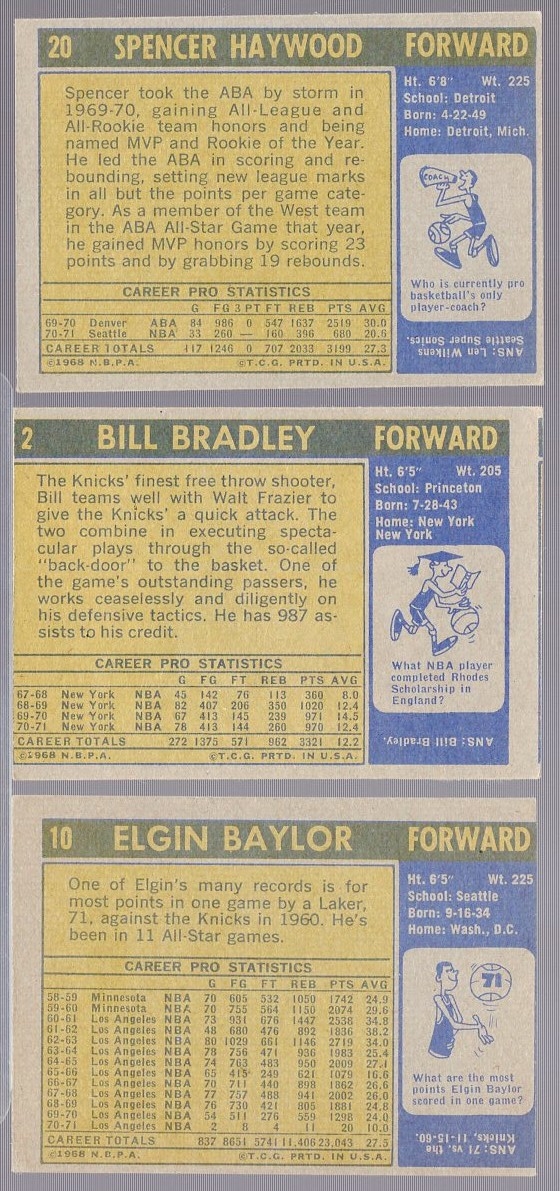 20 SPENCER HAYWOOD FORWARD
Spencer took the ABA by storm in
1969-70, gaining All-League and
All-Rookie team honors and being
named MVP and Rookie of the Year.
He led the ABA in scoring and re-
bounding, setting new league marks
in all but the points per game cate-
gory. As a member of the West team
in the ABA All-Star Game that year,
he gained MVP honors by scoring 23
points and by grabbing 19 rebounds.
CAREER PRO STATISTICS
G FG 3 PT FT REB PTS AVG
69-70 Denver ABA 84 986 0 547 1637 2519 30.0
70-71 Seattle NBA 33 260 — 160 396 680 20.6
CAREER TOTALS 117 1246 0 707 2033 3199 27.3
©1968 N.B.P.A. ©T.C.G. PRTD. IN U.S.A.
Ht. 6'8" Wt. 225
School: Detroit
Born: 4-22-49
Home: Detroit, Mich.
COACH
Who is currently pro
basketball's only
player-coach?
ANS: Len Wilkens
Seattle Super Sonics.
2 BILL BRADLEY FORWARD
The Knicks' finest free throw shooter,
Bill teams well with Walt Frazier to
give the Knicks' a quick attack. The
two combine in executing specta-
cular plays through the so-called
"back-door" to the basket. One of
the game's outstanding passers, he
works ceaselessly and diligently on
his defensive tactics. He has 987 as-
sists to his credit.
CAREER PRO STATISTICS
G FG FT REB PTS AVG
67-68 New York NBA 45 142 76 113 360 8.0
68-69 New York NBA 82 407 206 350 1020 12.4
69-70 New York NBA 67 413 145 239 971 14.5
70-71 New York NBA 78 413 144 260 970 12.4
CAREER TOTALS 272 1375 571 962 3321 12.2
©1968 N.B.P.A. ©T.C.G. PRTD. IN U.S.A.
Ht. 6'5" Wt. 205
School: Princeton
Born: 7-28-43
Home: New York
New York
What NBA player
completed Rhodes
Scholarship in
England?
ANS: Bill Bradley.
10 ELGIN BAYLOR FORWARD
One of Elgin's many records is for
most points in one game by a Laker,
71, against the Knicks in 1960. He's
been in 11 All-Star games.
CAREER PRO STATISTICS
G FG FT REB PTS AVG
58-59 Minnesota NBA 70 605 532 1050 1742 24.9
59-60 Minnesota NBA 70 755 564 1150 2074 29.6
60-61 Los Angeles NBA 73 931 676 1447 2538 34.8
61-62 Los Angeles NBA 48 680 476 892 1836 38.2
62-63 Los Angeles NBA 80 1029 661 1146 2719 34.0
63-64 Los Angeles NBA 78 756 471 936 1983 25.4
64-65 Los Angeles NBA 74 763 483 950 2009 27.1
65-66 Los Angeles NBA 65 415 249 621 1079 16.6
66-67 Los Angeles NBA 70 711 440 898 1862 26.6
67-68 Los Angeles NBA 77 757 488 941 2002 26.0
68-69 Los Angeles NBA 76 730 421 805 1881 24.8
69-70 Los Angeles NBA 54 511 276 559 1298 24.0
70-71 Los Angeles NBA 2 8 4 11 20 10.0
CAREER TOTALS 837 8651 5741 11,406 23,043 27.5
©1968 N.B.P.A. ©T.C.G. PRTD. IN U.S.A.
Ht. 6'5" Wt. 225
School: Seattle
Born: 9-16-34
Home: Wash., D.C.
71
What are the most
points Elgin Baylor
scored in one game?
ANS: 71 vs. the
Knicks, 11-15-60.